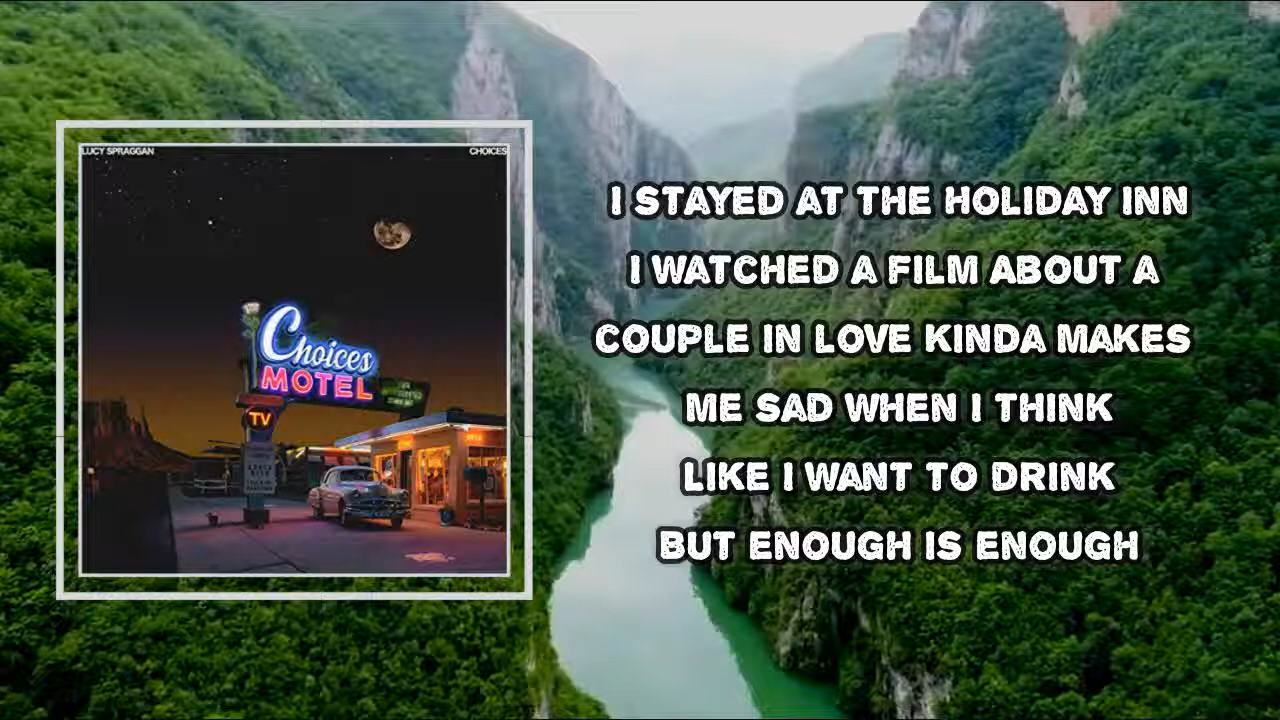 LUCY SPRAGGAN
CHOICES
Choices
MOTEL
TV
I STAYED AT THE HOLIDAY INN
I WATCHED A FILM ABOUT A
COUPLE IN LOVE KINDA MAKES
ME SAD WHEN I THINK
LIKE I WANT TO DRINK
BUT ENOUGH IS ENOUGH